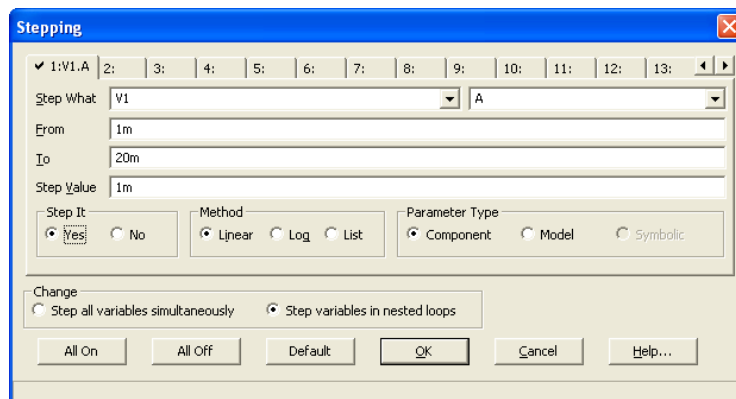 Stepping
1:V1.A 2: 3: 4: 5: 6: 7: 8: 9: 10: 11: 12: 13:
Step What V1 A
From 1m
To 20m
Step Value 1m
Step It Method Parameter Type
Yes No Linear Log List Component Model Symbolic
Change
Step all variables simultaneously Step variables in nested loops
All On All Off Default OK Cancel Help...